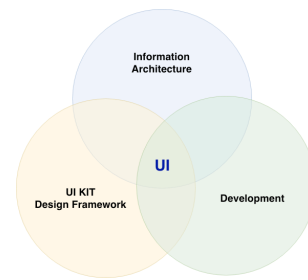 Information
Architecture
UI
UI KIT
Design Framework
Development